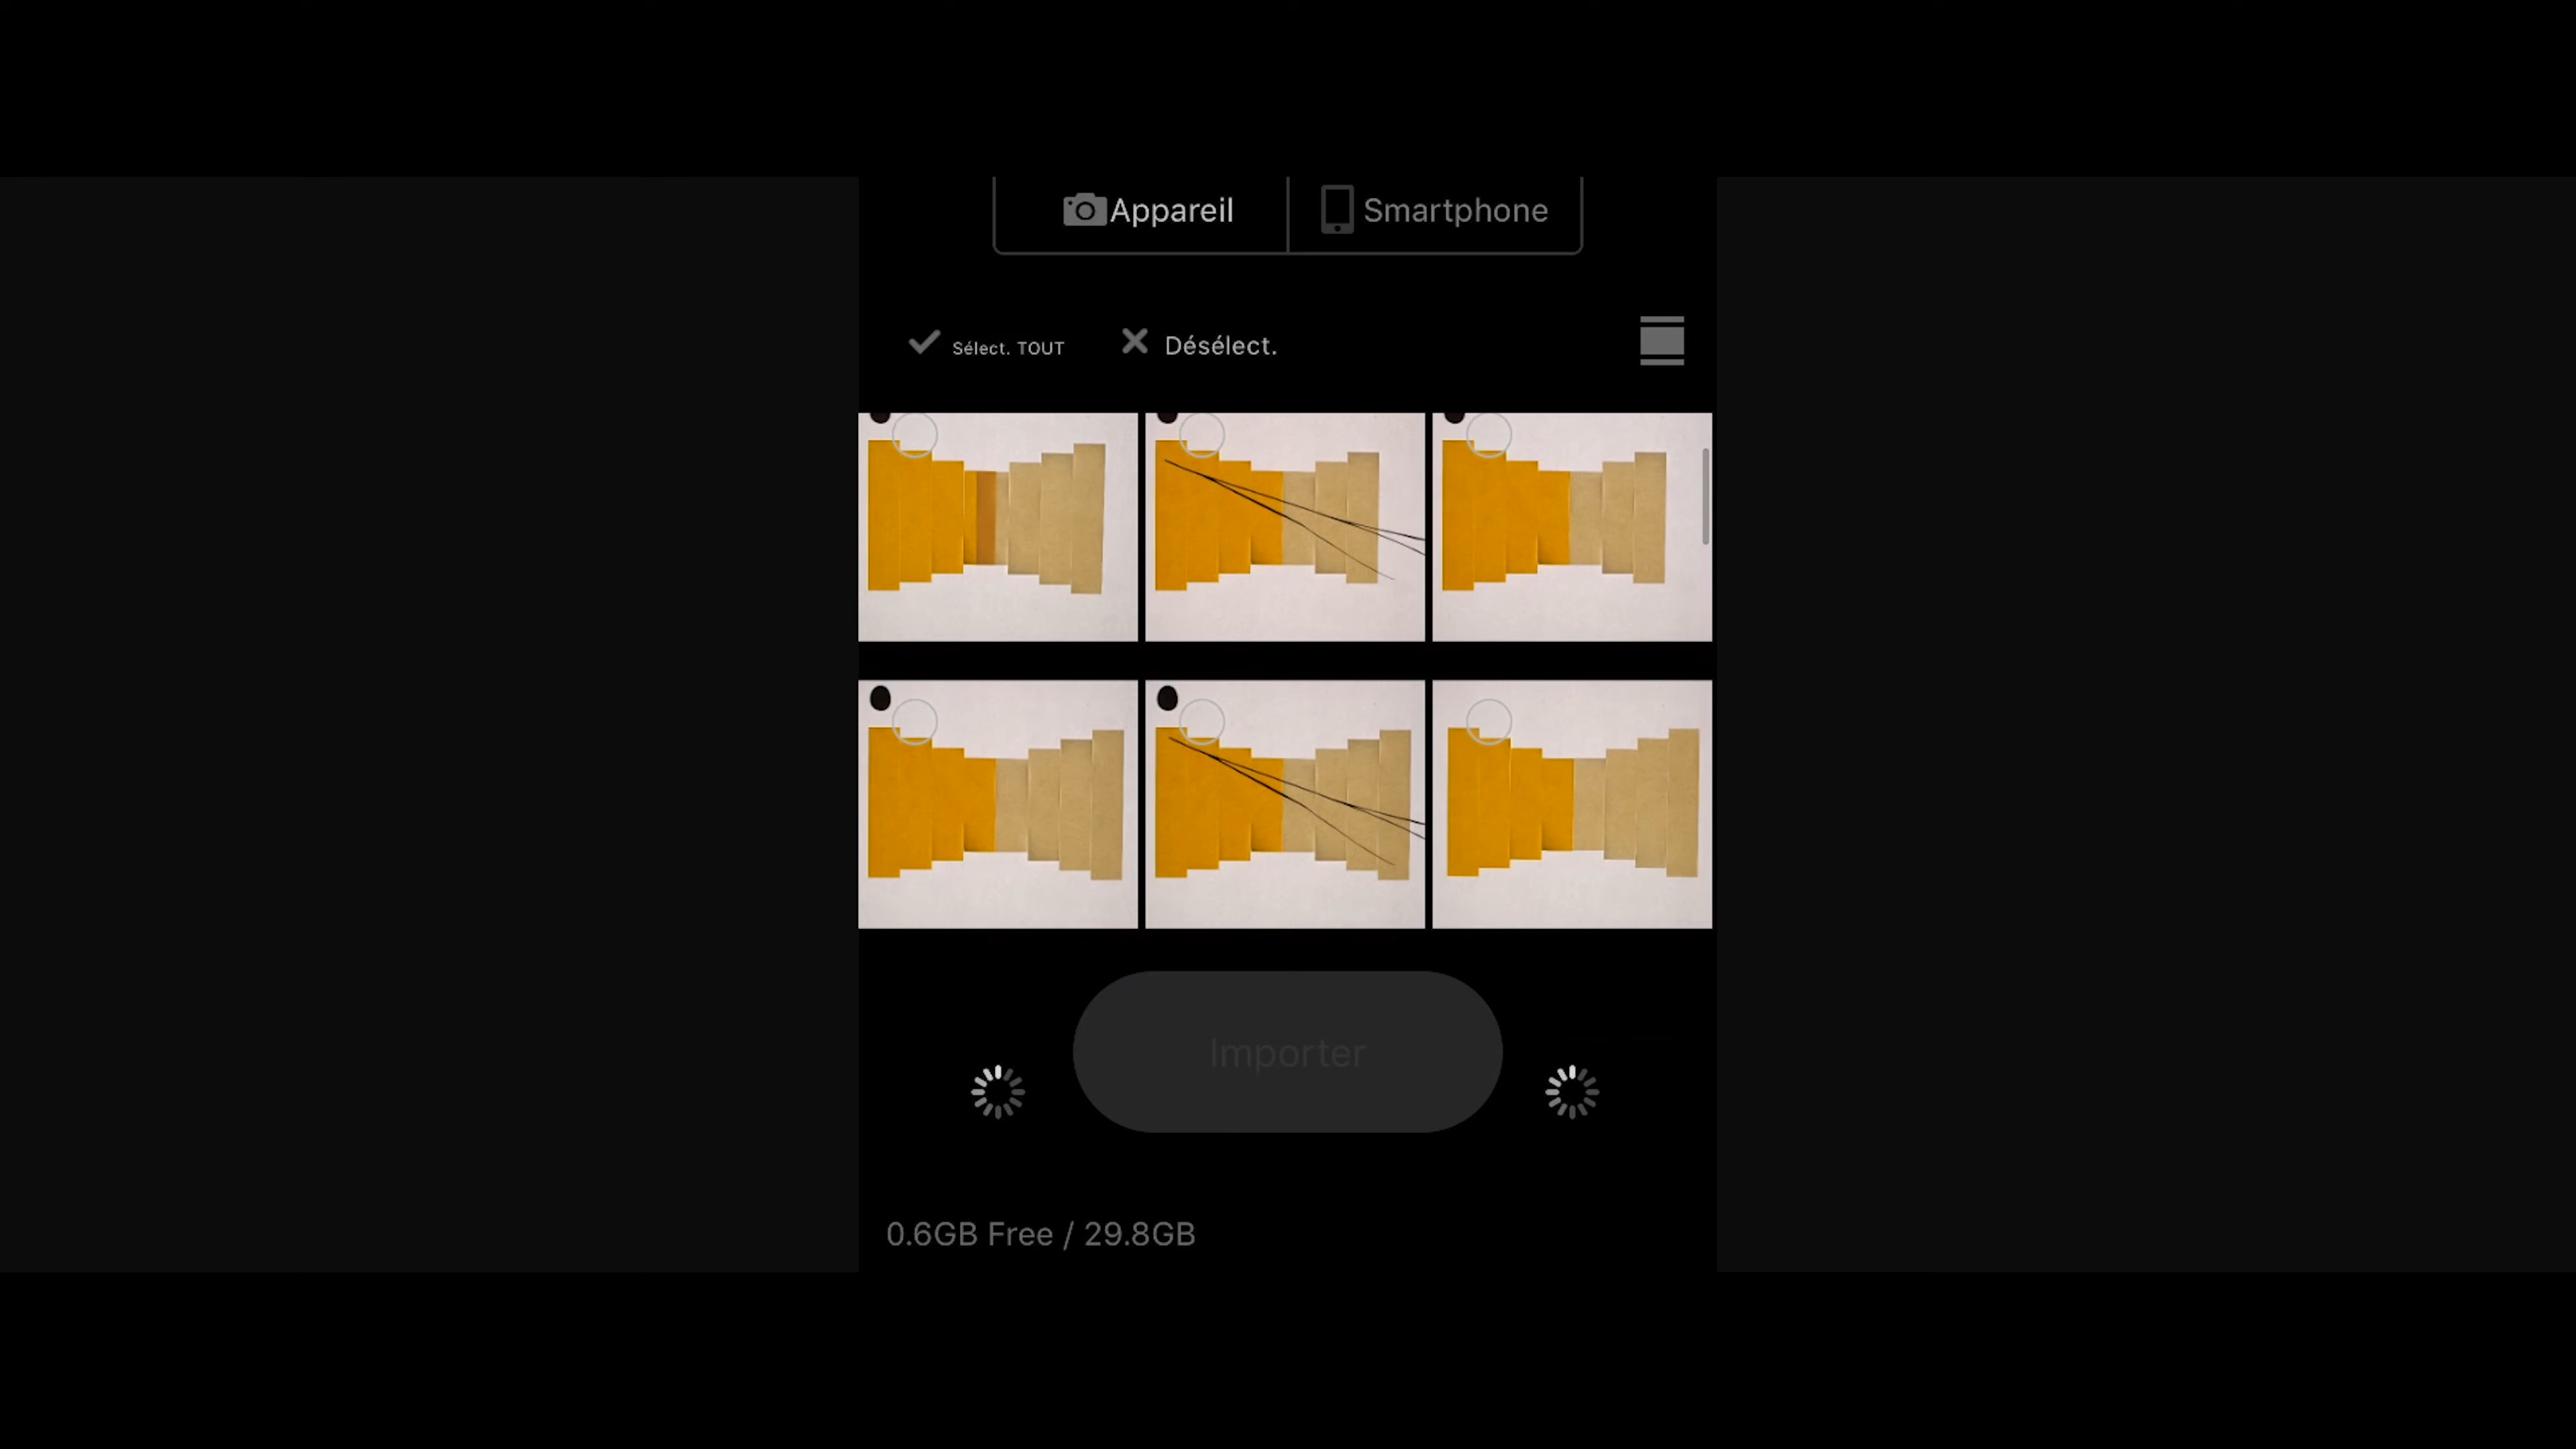 Appareil
Smartphone
Sélect. TOUT
Désélect.
Importer
0.6GB Free / 29.8GB